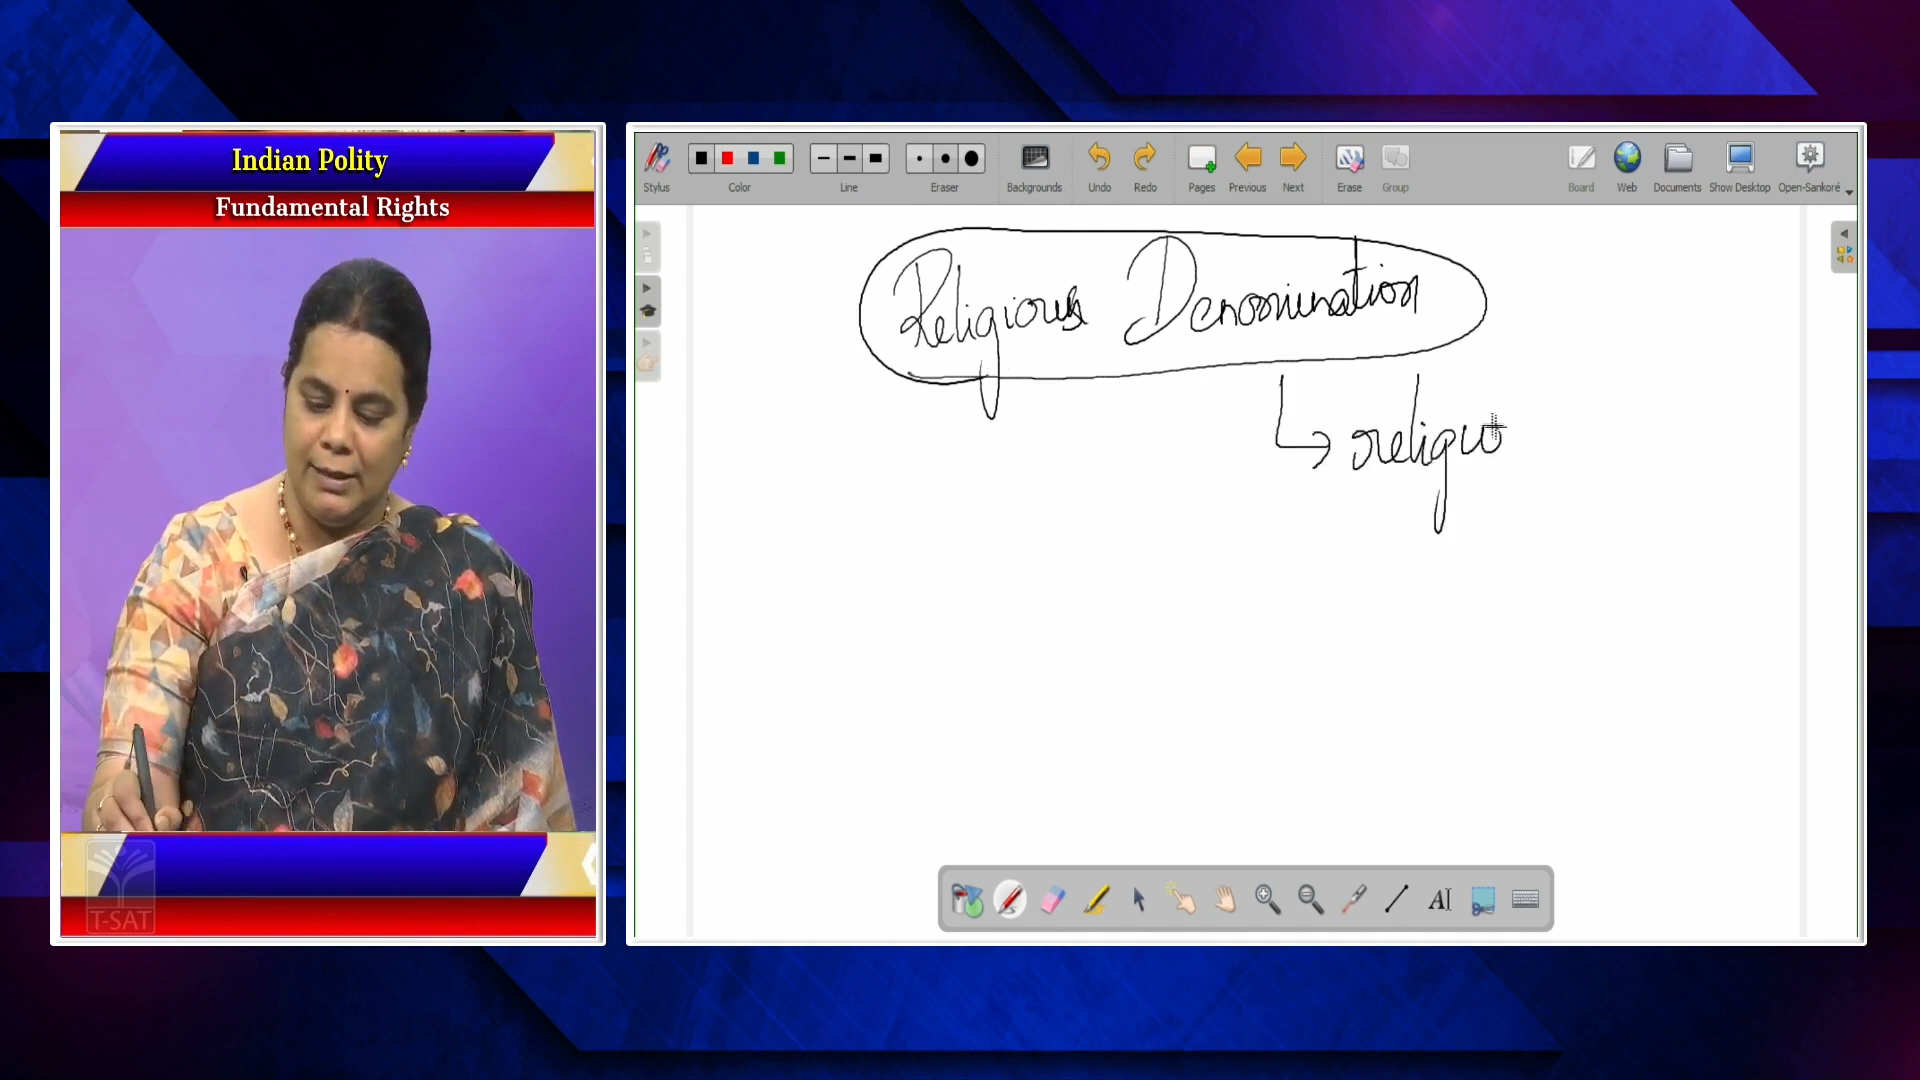 Indian Polity
Fundamental Rights
T-SAT
Stylus
Color
Line
Eraser
Backgrounds
Undo
Redo
Pages
Previous
Next
Erase
Group
Board
Web
Documents
Show Desktop
Open-Sankoré
Religious Denomination
religio
AI